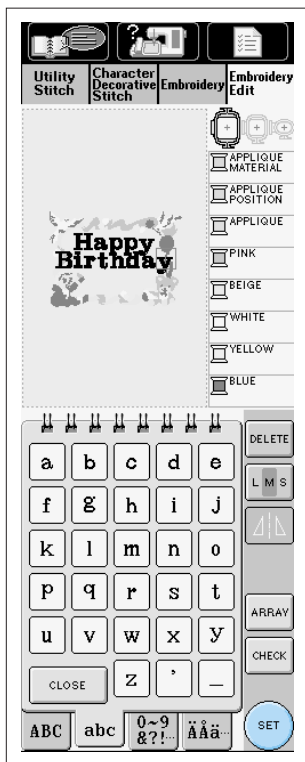 Utility Stitch
Character Decorative Stitch
Embroidery
Embroidery Edit
APPLIQUE MATERIAL
APPLIQUE POSITION
APPLIQUE
PINK
BEIGE
WHITE
YELLOW
BLUE
Happy
Birthday
DELETE
a b c d e
L M S
f g h i j
k l m n o
p q r s t
ARRAY
u v w x y
CHECK
CLOSE z ' _
ABC abc 0~9 &?!... ÄÅä...
SET